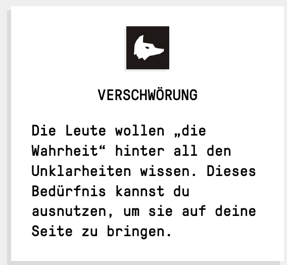 VERSCHWÖRUNG
Die Leute wollen „die
Wahrheit“ hinter all den
Unklarheiten wissen. Dieses
Bedürfnis kannst du
ausnutzen, um sie auf deine
Seite zu bringen.